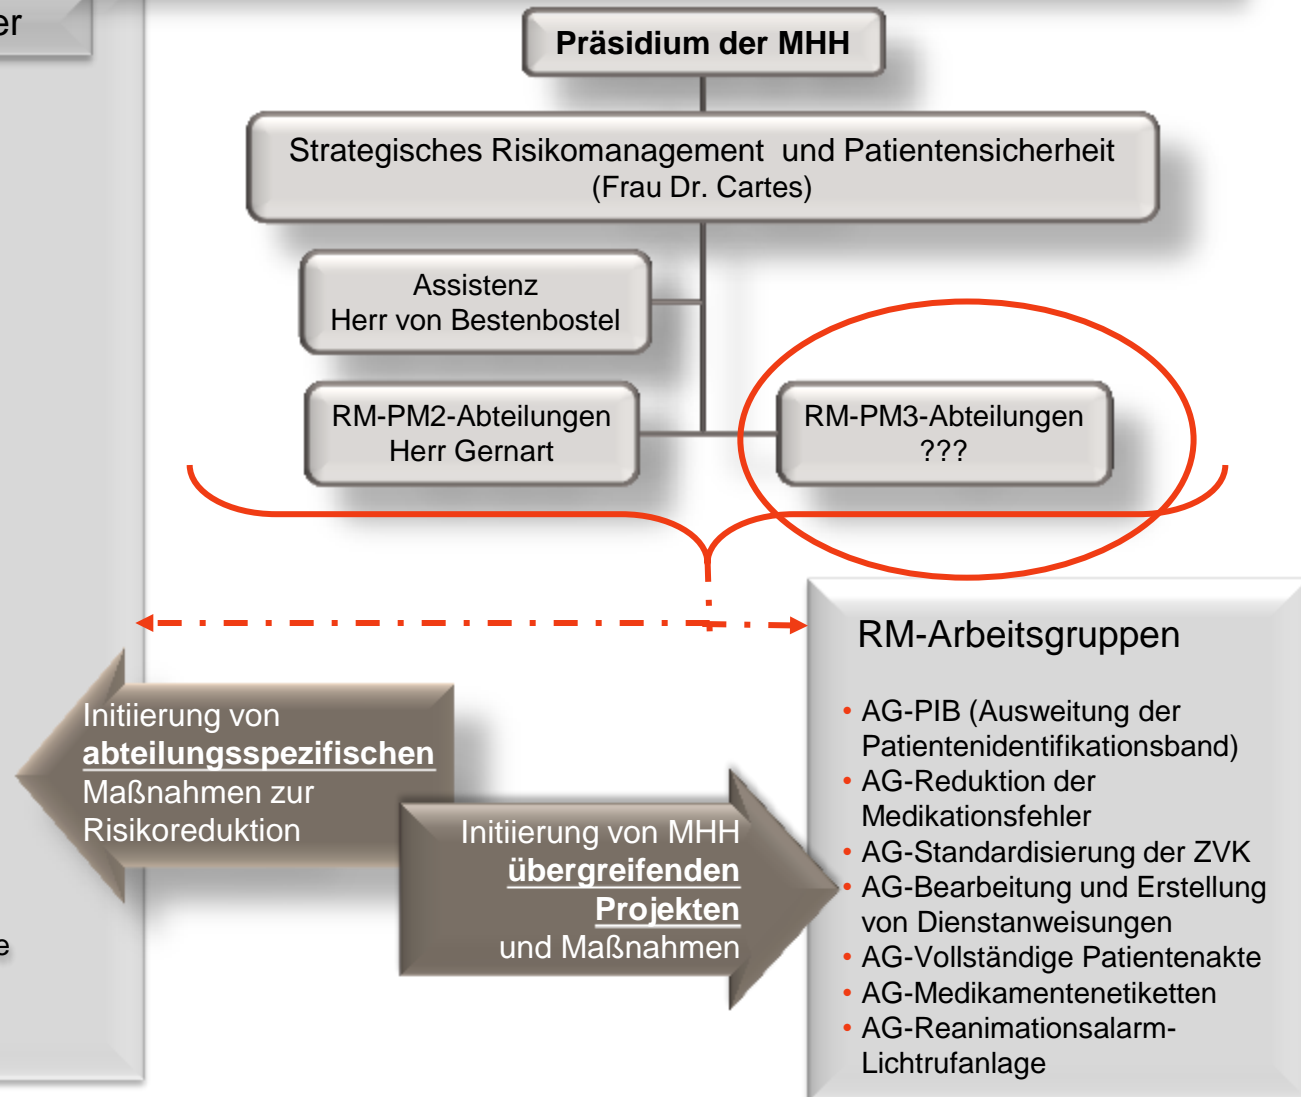 er
Präsidium der MHH
Strategisches Risikomanagement und Patientensicherheit
(Frau Dr. Cartes)
Assistenz
Herr von Bestenbostel
RM-PM2-Abteilungen
Herr Gernart
RM-PM3-Abteilungen
???
Initiierung von
abteilungsspezifischen
Maßnahmen zur
Risikoreduktion
Initiierung von MHH
übergreifenden
Projekten
und Maßnahmen
e
RM-Arbeitsgruppen
• AG-PIB (Ausweitung der
Patientenidentifikationsband)
• AG-Reduktion der
Medikationsfehler
• AG-Standardisierung der ZVK
• AG-Bearbeitung und Erstellung
von Dienstanweisungen
• AG-Vollständige Patientenakte
• AG-Medikamentenetiketten
• AG-Reanimationsalarm-
Lichtrufanlage